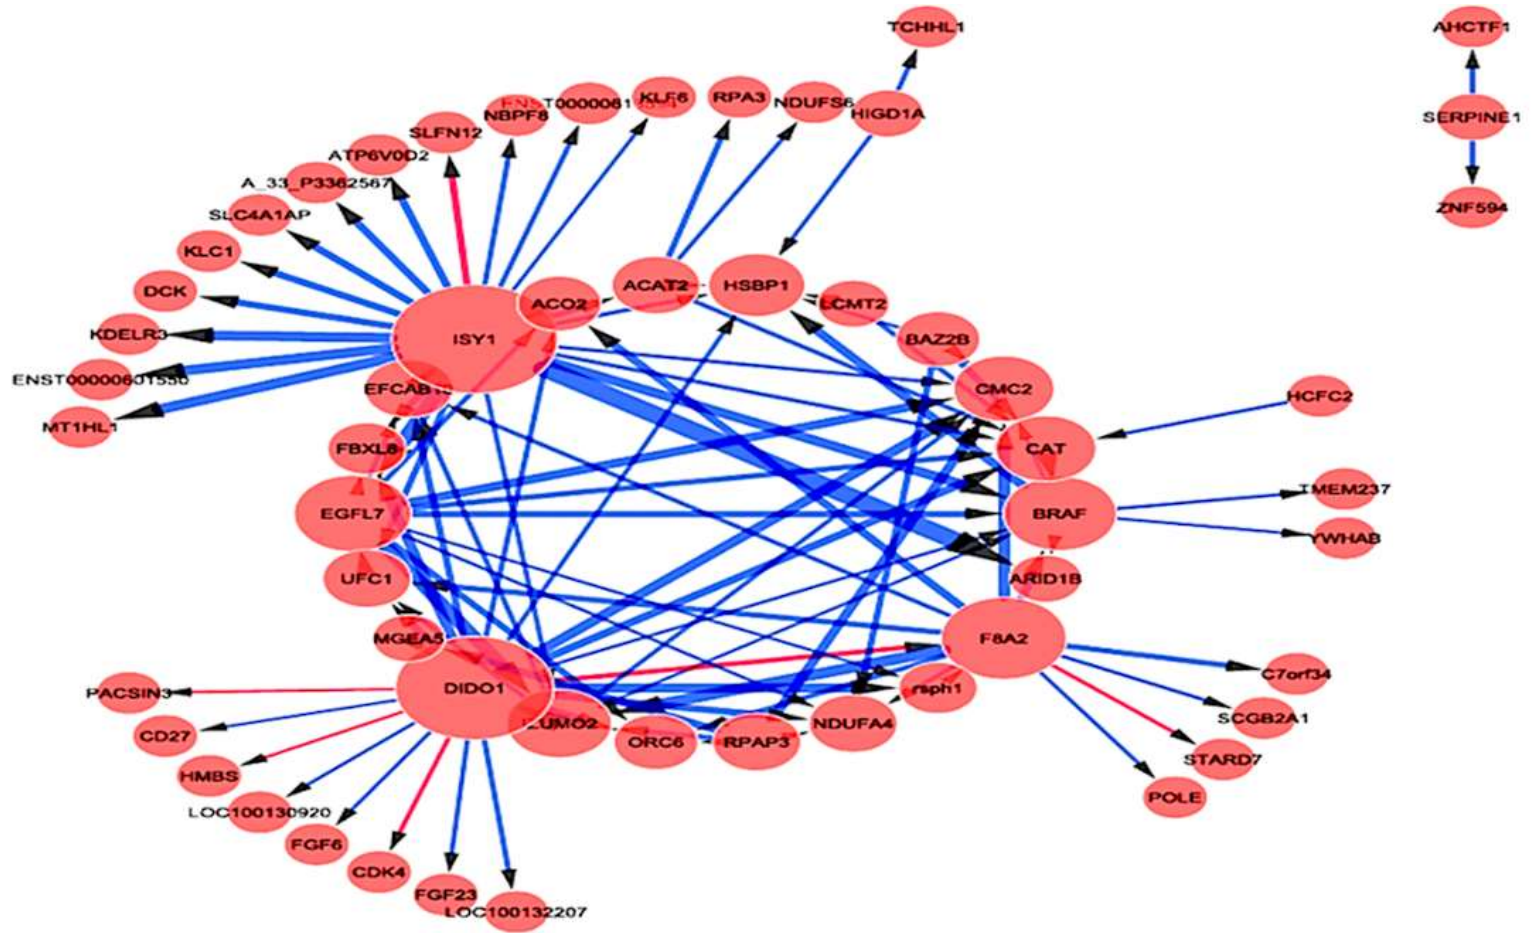 TCHHL1
AHCTF1
KLF6
RPA3
NDUFS6
NBPF8
HIGD1A
SERPINE1
SLFN12
ATP6V0D2
A_33_P3362567
SLC4A1AP
ZNF594
KLC1
DCK
ACAT2
HSBP1
ACO2
LCMT2
KDELR3
ISY1
BAZ2B
ENST00000601550
CMC2
HCFC2
MT1HL1
FBXL8
CAT
TMEM237
EGFL7
BRAF
YWHAB
UFC1
ARID1B
MGEA5
F8A2
C7orf34
PACSIN3
DIDO1
rsph1
SCGB2A1
CD27
NDUFA4
ORC6
RPAP3
STARD7
HMBS
POLE
LOC100130920
FGF6
CDK4
FGF23
LOC100132207